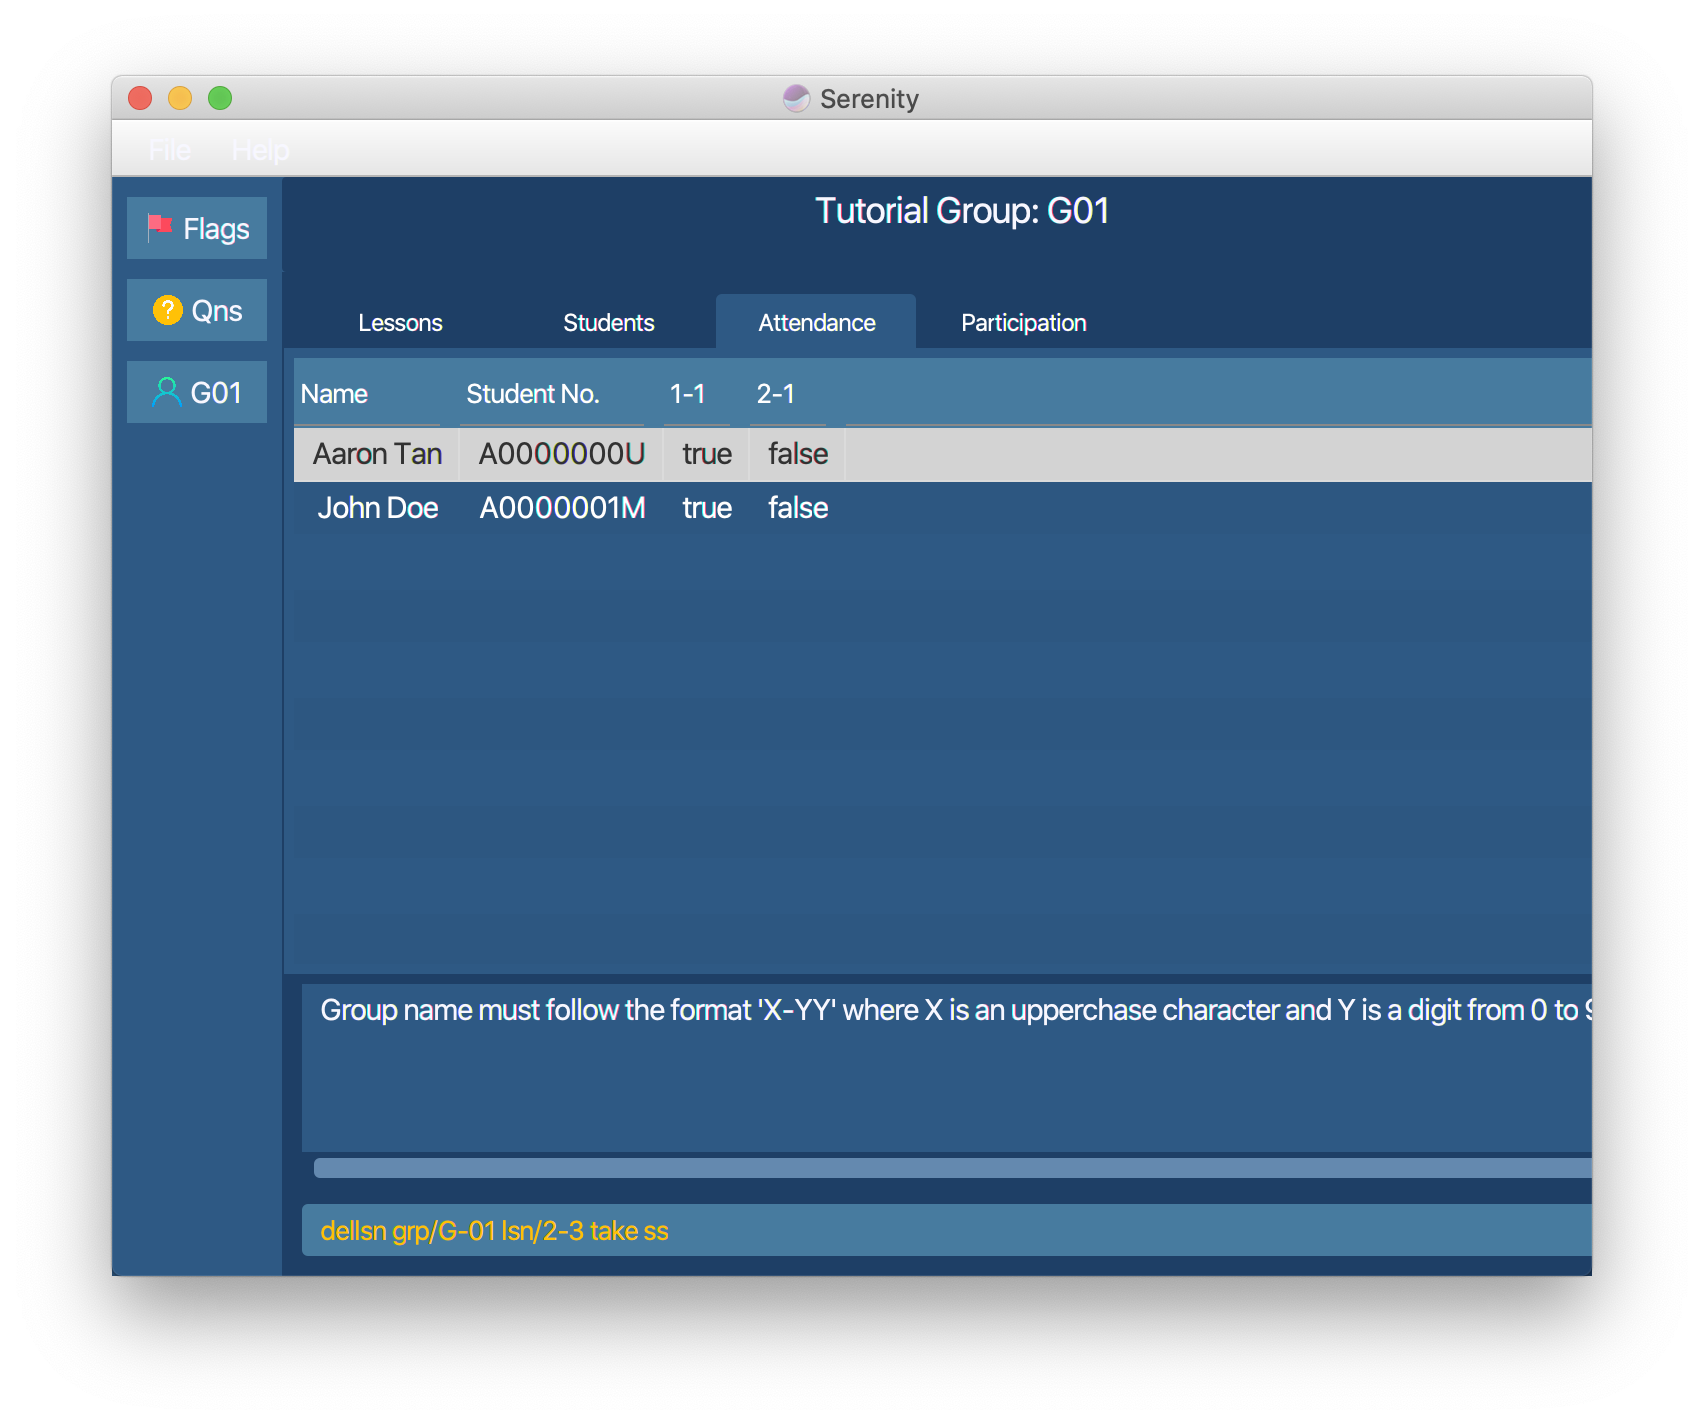 Serenity
File Help
Flags
Qns
G01
Tutorial Group: G01
Lessons Students Attendance Participation
Name Student No. 1-1 2-1
Aaron Tan A0000000U true false
John Doe A0000001M true false
Group name must follow the format 'X-YY' where X is an upperchase character and Y is a digit from 0 to 9
dellsn grp/G-01 lsn/2-3 take ss